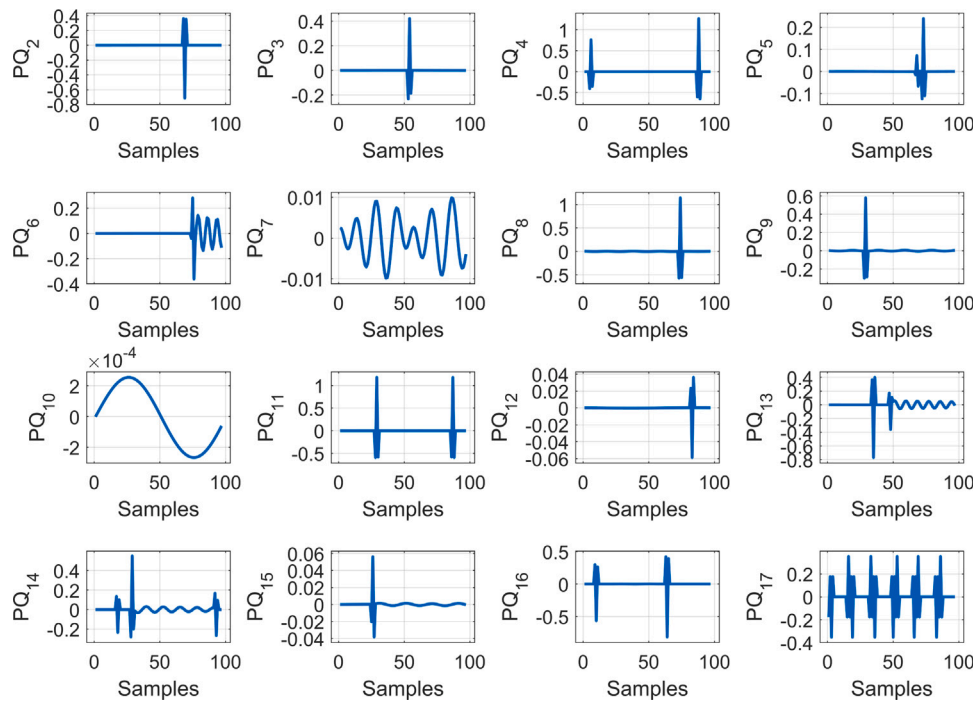 PQ2
0.4
0.2
0
-0.2
-0.4
-0.6
-0.8
0 50 100
Samples
PQ3
0.4
0.2
0
-0.2
0 50 100
Samples
PQ4
1
0.5
0
-0.5
0 50 100
Samples
PQ5
0.2
0.1
0
-0.1
0 50 100
Samples
PQ6
0.2
0
-0.2
-0.4
0 50 100
Samples
PQ7
0.01
0
-0.01
0 50 100
Samples
PQ8
1
0.5
0
-0.5
0 50 100
Samples
PQ9
0.6
0.4
0.2
0
-0.2
0 50 100
Samples
PQ10
×10-4
2
0
-2
0 50 100
Samples
PQ11
1
0.5
0
-0.5
0 50 100
Samples
PQ12
0.04
0.02
0
-0.02
-0.04
-0.06
0 50 100
Samples
PQ13
0.4
0.2
0
-0.2
-0.4
-0.6
-0.8
0 50 100
Samples
PQ14
0.4
0.2
0
-0.2
0 50 100
Samples
PQ15
0.06
0.04
0.02
0
-0.02
-0.04
0 50 100
Samples
PQ16
0.5
0
-0.5
0 50 100
Samples
PQ17
0.2
0
-0.2
-0.4
0 50 100
Samples